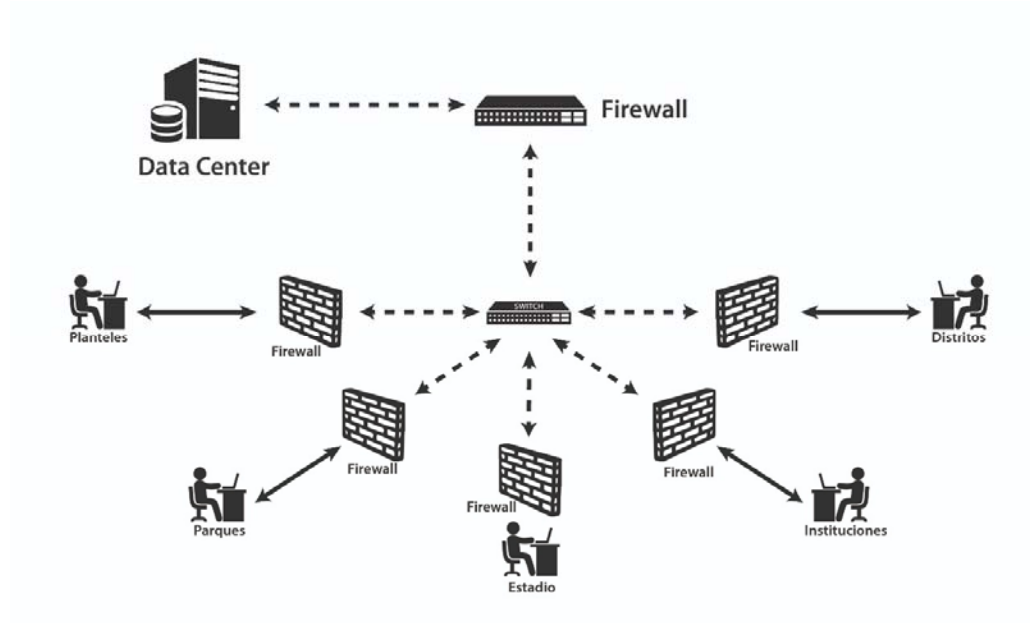 Firewall
Data Center
SWITCH
Planteles
Firewall
Firewall
Distritos
Firewall
Firewall
Parques
Firewall
Instituciones
Estadio